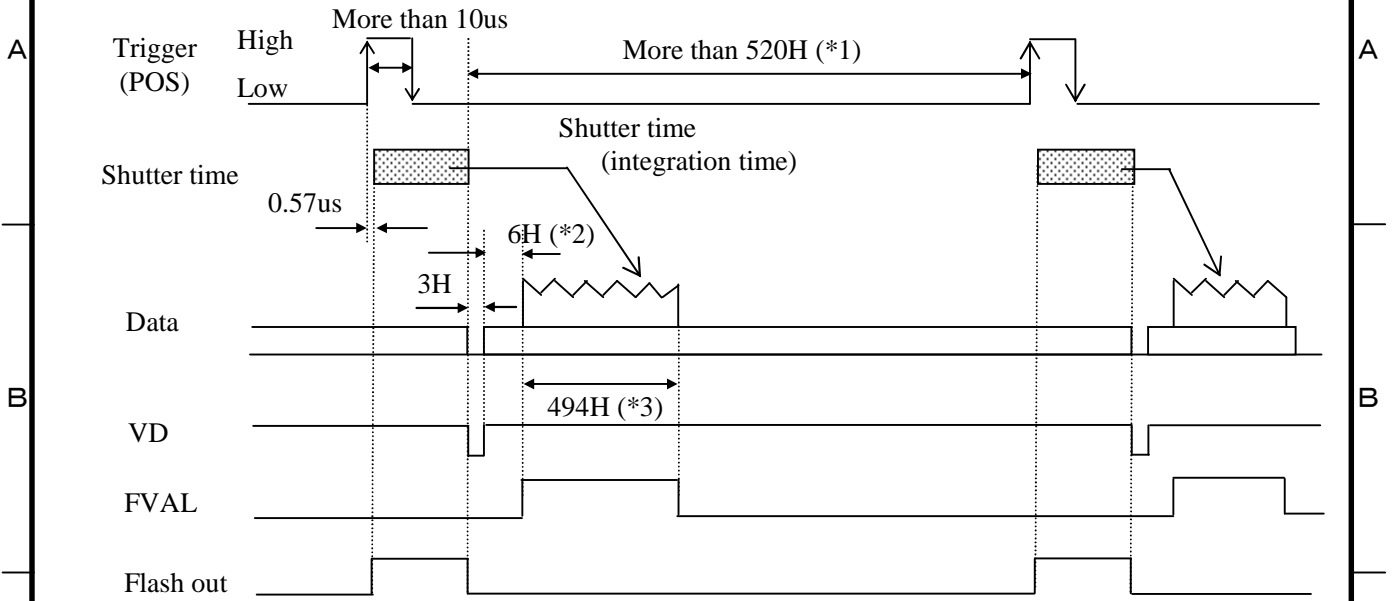 More than 10us
A
Trigger
(POS)
High
Low
More than 520H (*1)
A
Shutter time
(integration time)
Shutter time
0.57us
6H (*2)
3H
Data
494H (*3)
B
B
VD
FVAL
Flash out